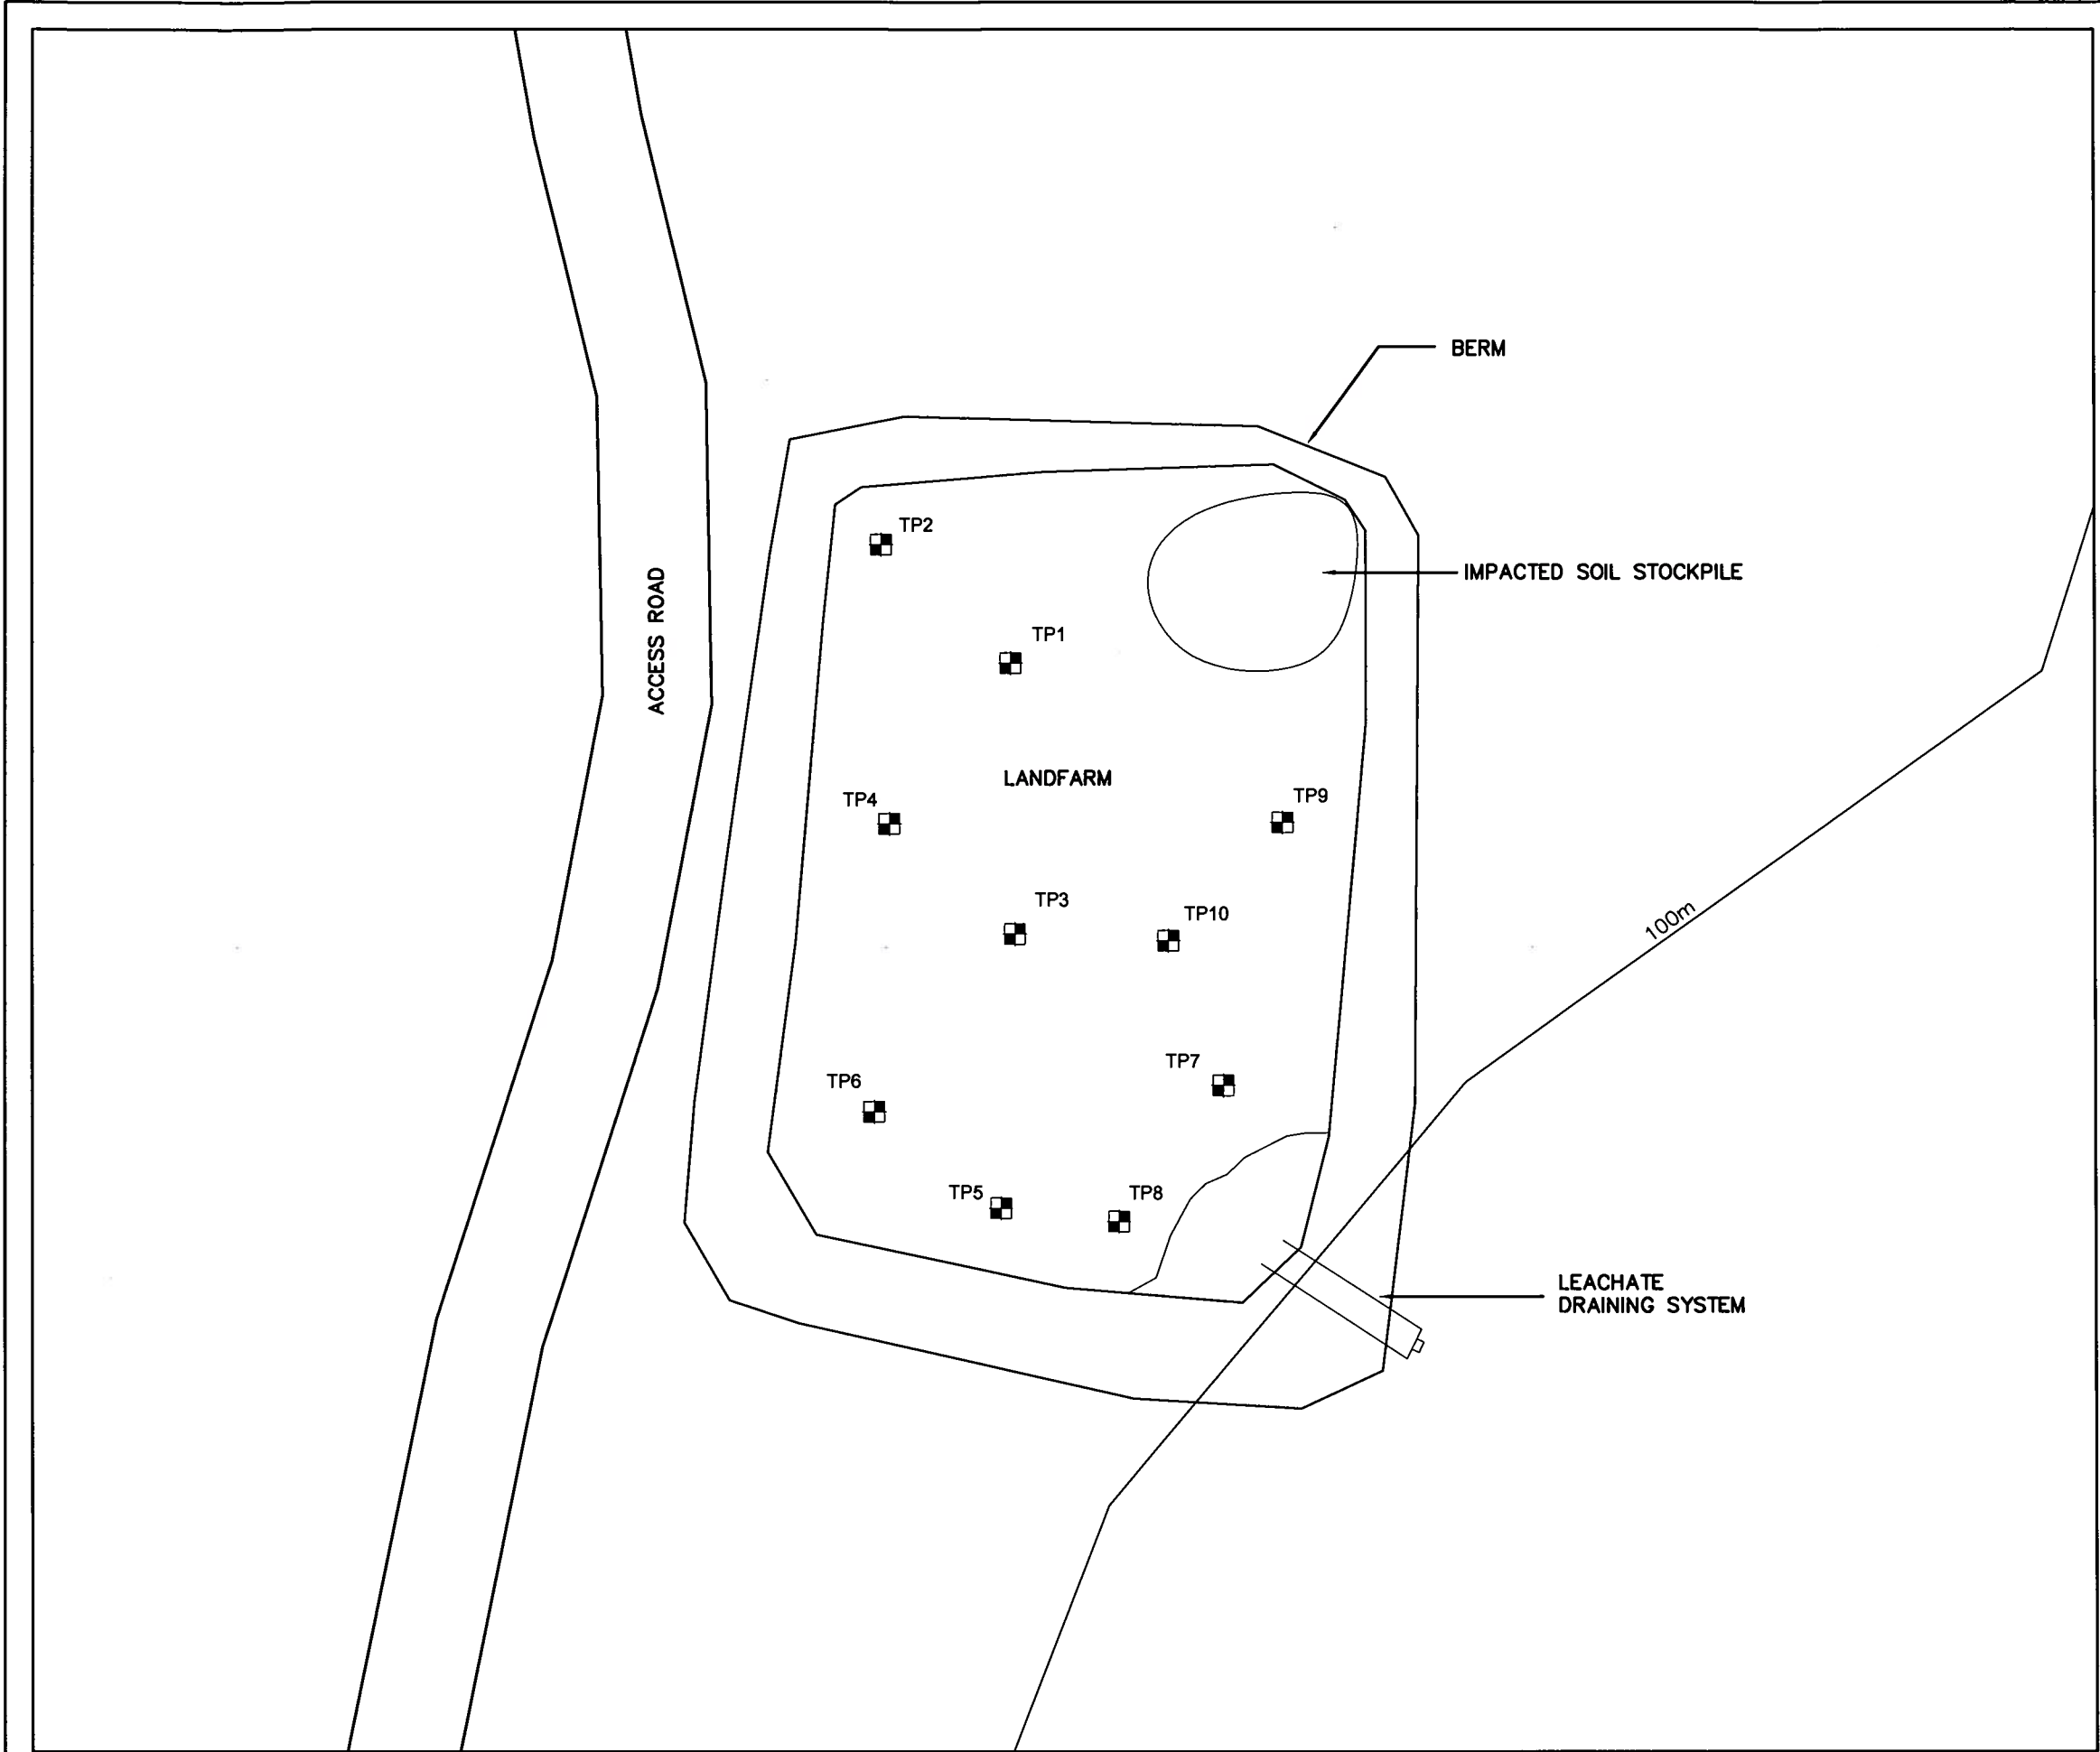 BERM
TP2
IMPACTED SOIL STOCKPILE
ACCESS ROAD
TP1
LANDFARM
TP4
TP9
TP3
TP10
100m
TP7
TP6
TP5
TP8
LEACHATE
DRAINING SYSTEM